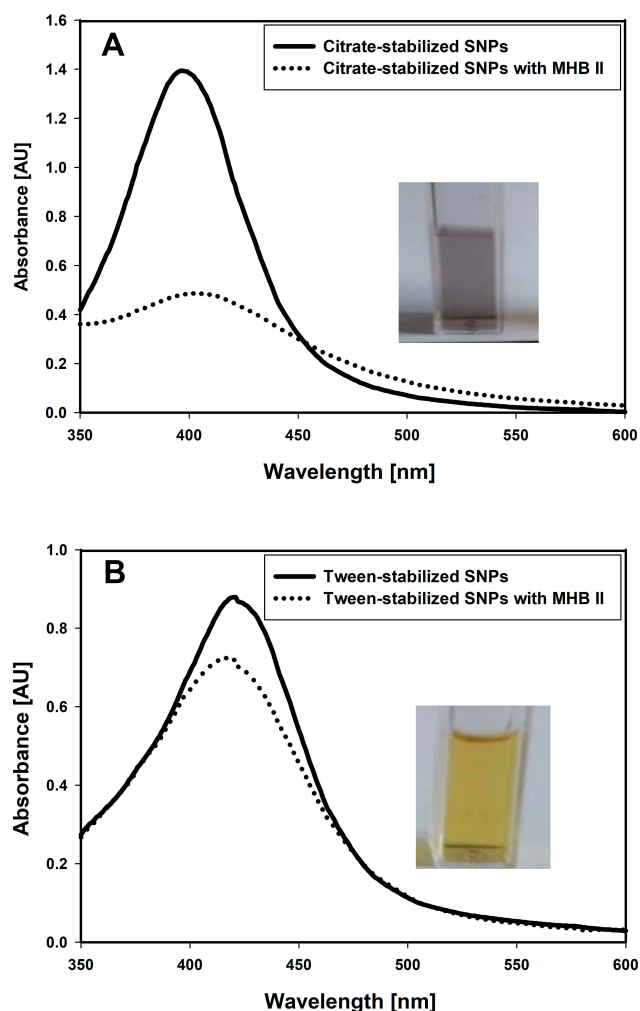 A
Citrate-stabilized SNPs
Citrate-stabilized SNPs with MHB II
1.6
1.4
1.2
1.0
0.8
0.6
0.4
0.2
0.0
Absorbance [AU]
350 400 450 500 550 600
Wavelength [nm]
B
Tween-stabilized SNPs
Tween-stabilized SNPs with MHB II
1.0
0.8
0.6
0.4
0.2
0.0
Absorbance [AU]
350 400 450 500 550 600
Wavelength [nm]